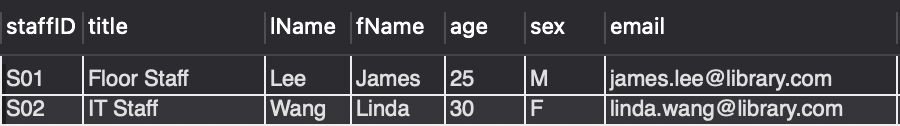 staffID title lName fName age sex email
S01 Floor Staff Lee James 25 M james.lee@library.com
S02 IT Staff Wang Linda 30 F linda.wang@library.com